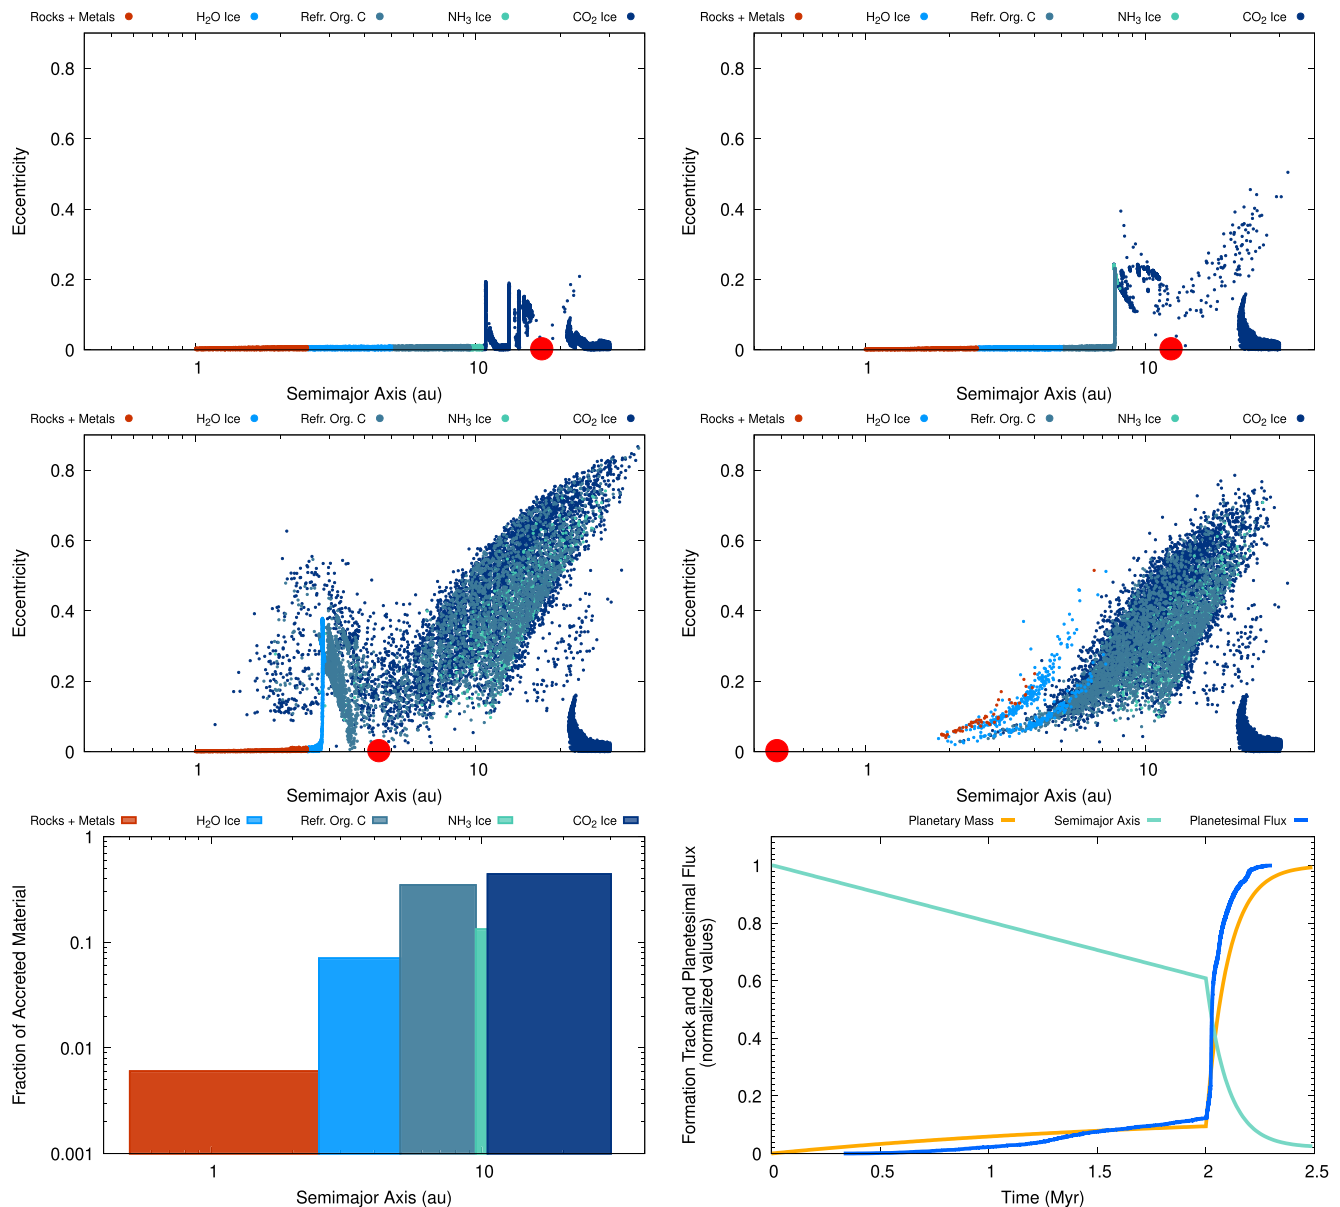 Rocks + Metals H₂O Ice Refr. Org. C NH₃ Ice CO₂ Ice
0.8
0.6
0.4
0.2
0
Eccentricity
1 10
Semimajor Axis (au)
Rocks + Metals H₂O Ice Refr. Org. C NH₃ Ice CO₂ Ice
0.8
0.6
0.4
0.2
0
Eccentricity
1 10
Semimajor Axis (au)
Rocks + Metals H₂O Ice Refr. Org. C NH₃ Ice CO₂ Ice
0.8
0.6
0.4
0.2
0
Eccentricity
1 10
Semimajor Axis (au)
Rocks + Metals H₂O Ice Refr. Org. C NH₃ Ice CO₂ Ice
0.8
0.6
0.4
0.2
0
Eccentricity
1 10
Semimajor Axis (au)
Rocks + Metals H₂O Ice Refr. Org. C NH₃ Ice CO₂ Ice
1
0.1
0.01
0.001
Fraction of Accreted Material
1 10
Semimajor Axis (au)
Planetary Mass Semimajor Axis Planetesimal Flux
1
0.8
0.6
0.4
0.2
0
Formation Track and Planetesimal Flux
(normalized values)
0 0.5 1 1.5 2 2.5
Time (Myr)